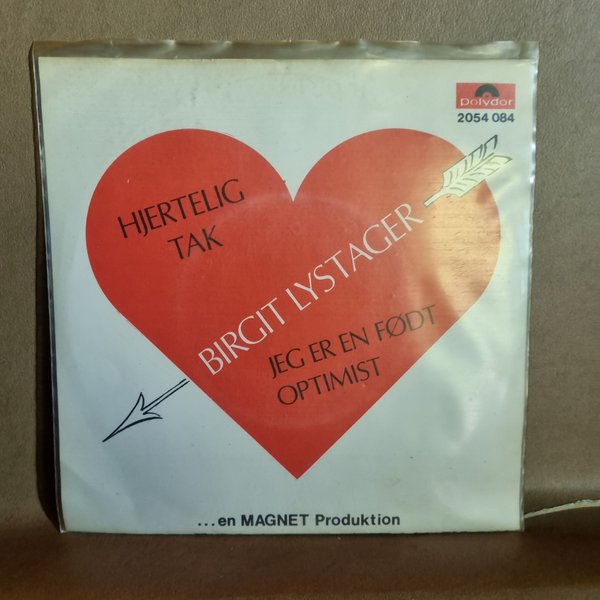 polydor
2054 084
HJERTELIG
TAK
BIRGIT LYSTAGER
JEG ER EN FØDT
OPTIMIST
...en MAGNET Produktion